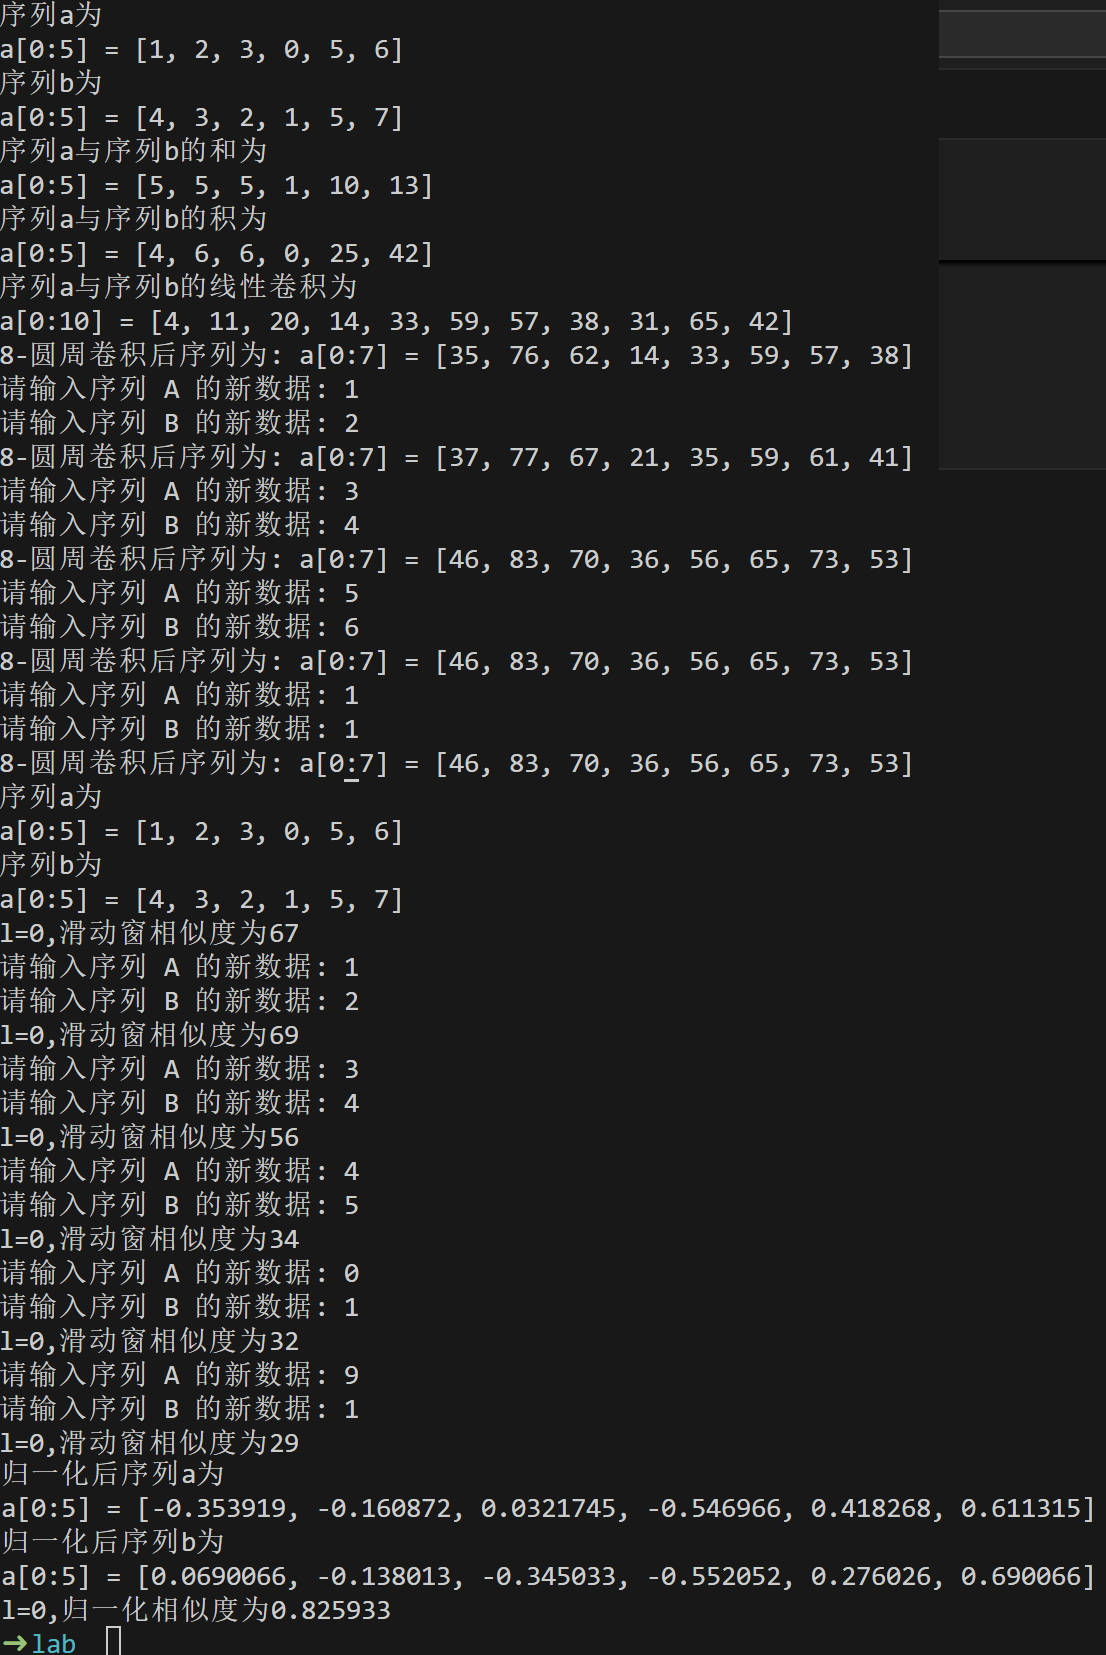 序列a为
a[0:5] = [1, 2, 3, 0, 5, 6]
序列b为
a[0:5] = [4, 3, 2, 1, 5, 7]
序列a与序列b的和为
a[0:5] = [5, 5, 5, 1, 10, 13]
序列a与序列b的积为
a[0:5] = [4, 6, 6, 0, 25, 42]
序列a与序列b的线性卷积为
a[0:10] = [4, 11, 20, 14, 33, 59, 57, 38, 31, 65, 42]
8-圆周卷积后序列为: a[0:7] = [35, 76, 62, 14, 33, 59, 57, 38]
请输入序列 A 的新数据: 1
请输入序列 B 的新数据: 2
8-圆周卷积后序列为: a[0:7] = [37, 77, 67, 21, 35, 59, 61, 41]
请输入序列 A 的新数据: 3
请输入序列 B 的新数据: 4
8-圆周卷积后序列为: a[0:7] = [46, 83, 70, 36, 56, 65, 73, 53]
请输入序列 A 的新数据: 5
请输入序列 B 的新数据: 6
8-圆周卷积后序列为: a[0:7] = [46, 83, 70, 36, 56, 65, 73, 53]
请输入序列 A 的新数据: 1
请输入序列 B 的新数据: 1
8-圆周卷积后序列为: a[0:7] = [46, 83, 70, 36, 56, 65, 73, 53]
序列a为
a[0:5] = [1, 2, 3, 0, 5, 6]
序列b为
a[0:5] = [4, 3, 2, 1, 5, 7]
l=0,滑动窗相似度为67
请输入序列 A 的新数据: 1
请输入序列 B 的新数据: 2
l=0,滑动窗相似度为69
请输入序列 A 的新数据: 3
请输入序列 B 的新数据: 4
l=0,滑动窗相似度为56
请输入序列 A 的新数据: 4
请输入序列 B 的新数据: 5
l=0,滑动窗相似度为34
请输入序列 A 的新数据: 0
请输入序列 B 的新数据: 1
l=0,滑动窗相似度为32
请输入序列 A 的新数据: 9
请输入序列 B 的新数据: 1
l=0,滑动窗相似度为29
归一化后序列a为
a[0:5] = [-0.353919, -0.160872, 0.0321745, -0.546966, 0.418268, 0.611315]
归一化后序列b为
a[0:5] = [0.0690066, -0.138013, -0.345033, -0.552052, 0.276026, 0.690066]
l=0,归一化相似度为0.825933
➜ lab